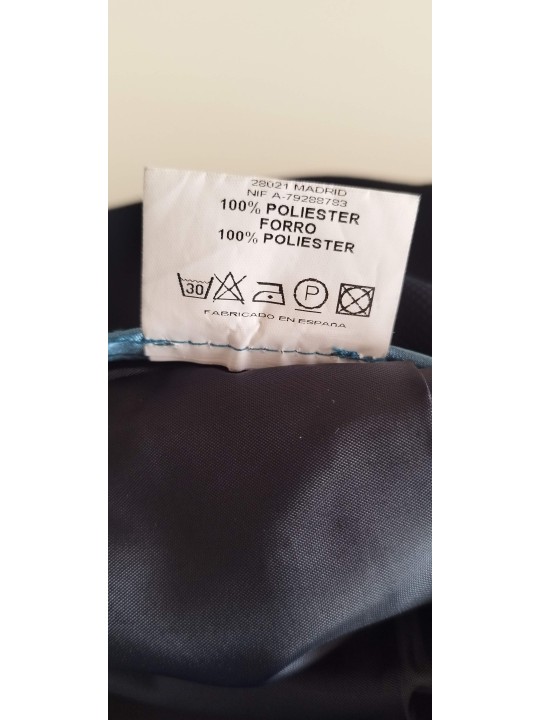 28021 MADRID
NIF A-79288783
100% POLIESTER
FORRO
100% POLIESTER
30 P
FABRICADO EN ESPAÑA